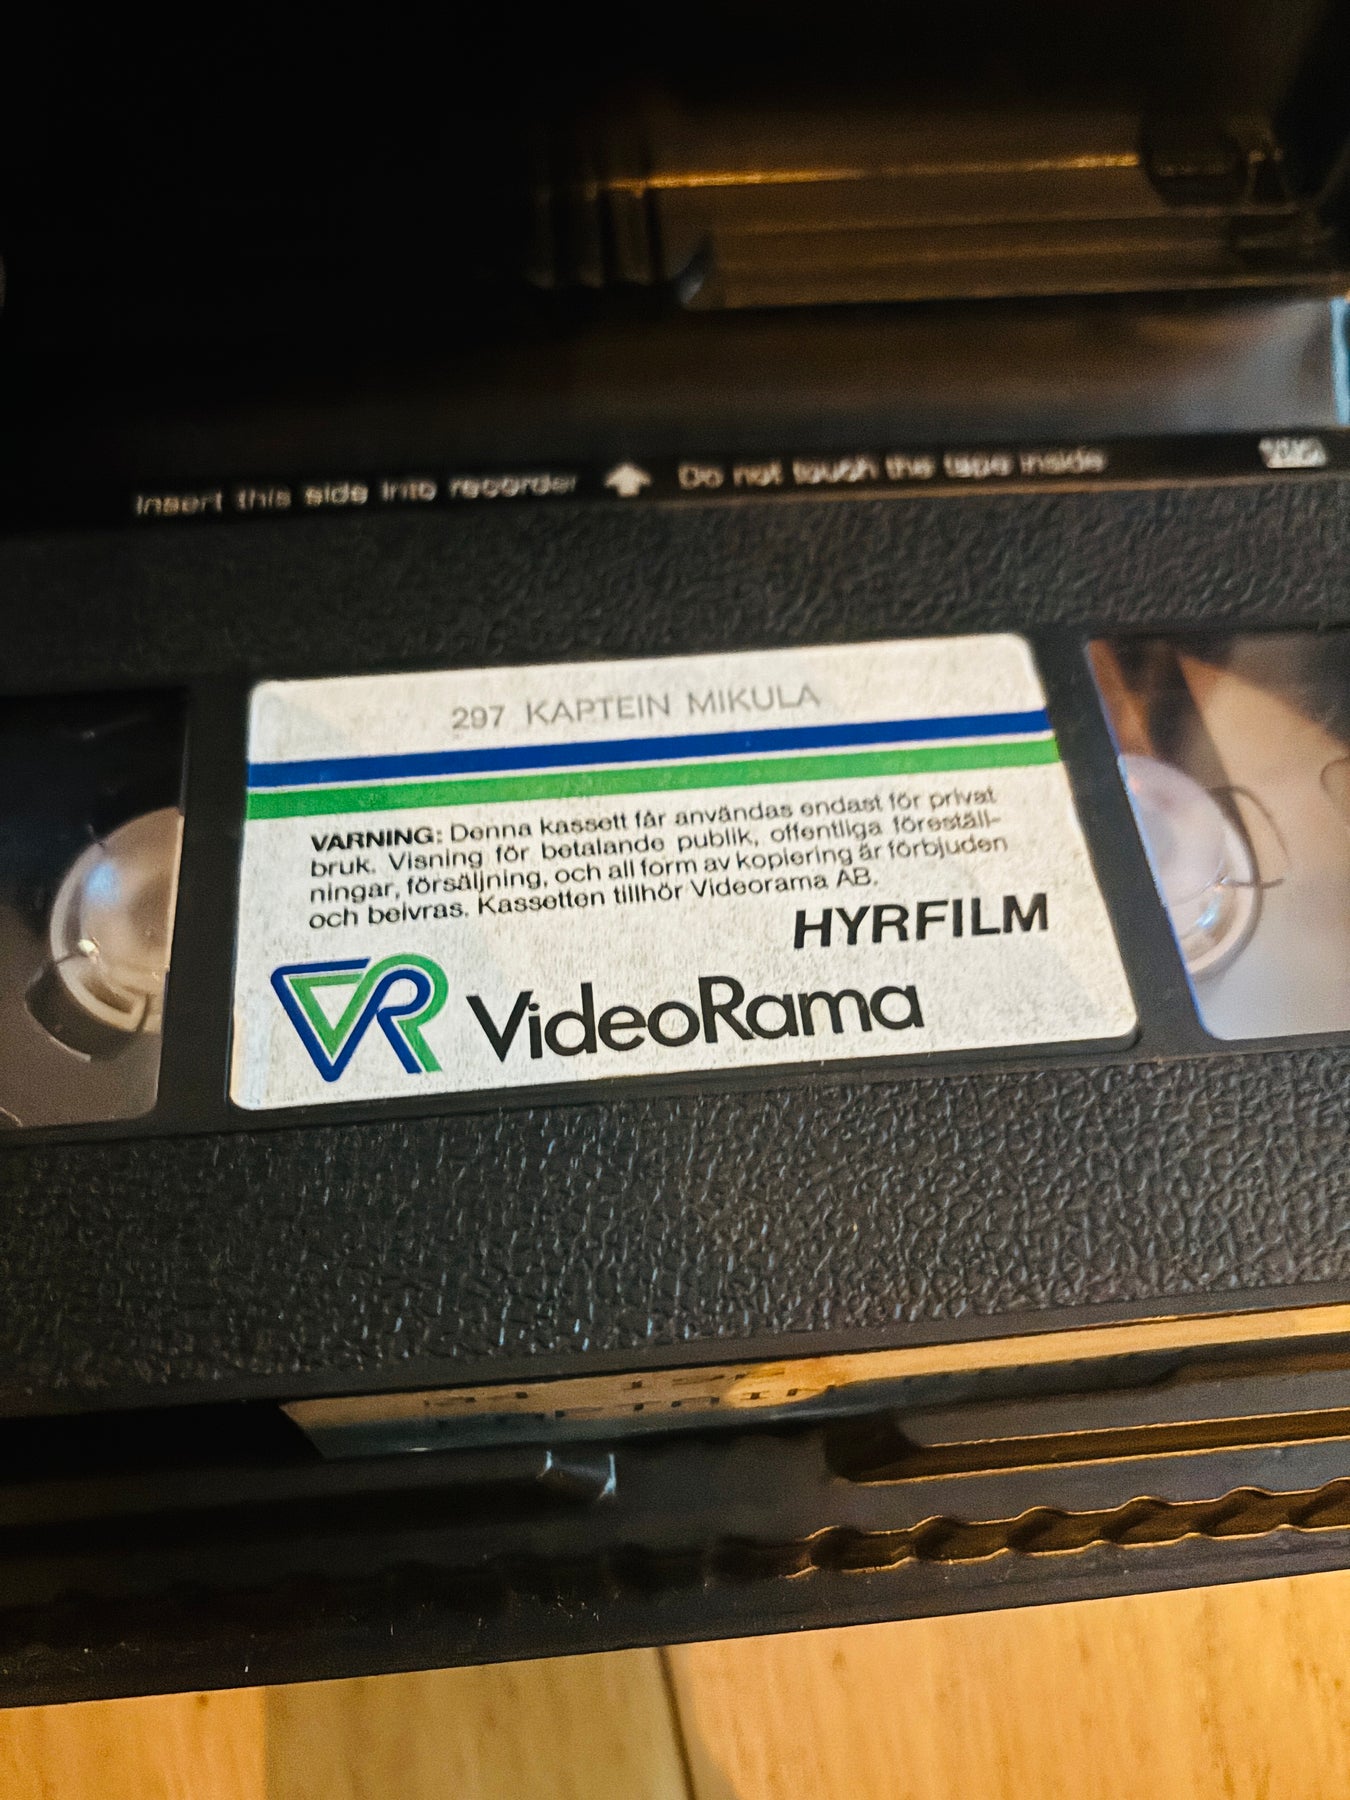 Insert this side into recorder Do not touch the tape inside VHS
297 KAPTEIN MIKULA
VARNING: Denna kassett får användas endast för privat
bruk. Visning för betalande publik, offentliga föreställ-
ningar, försäljning, och all form av kopiering är förbjuden
och beivras. Kassetten tillhör Videorama AB.
HYRFILM
VR VideoRama